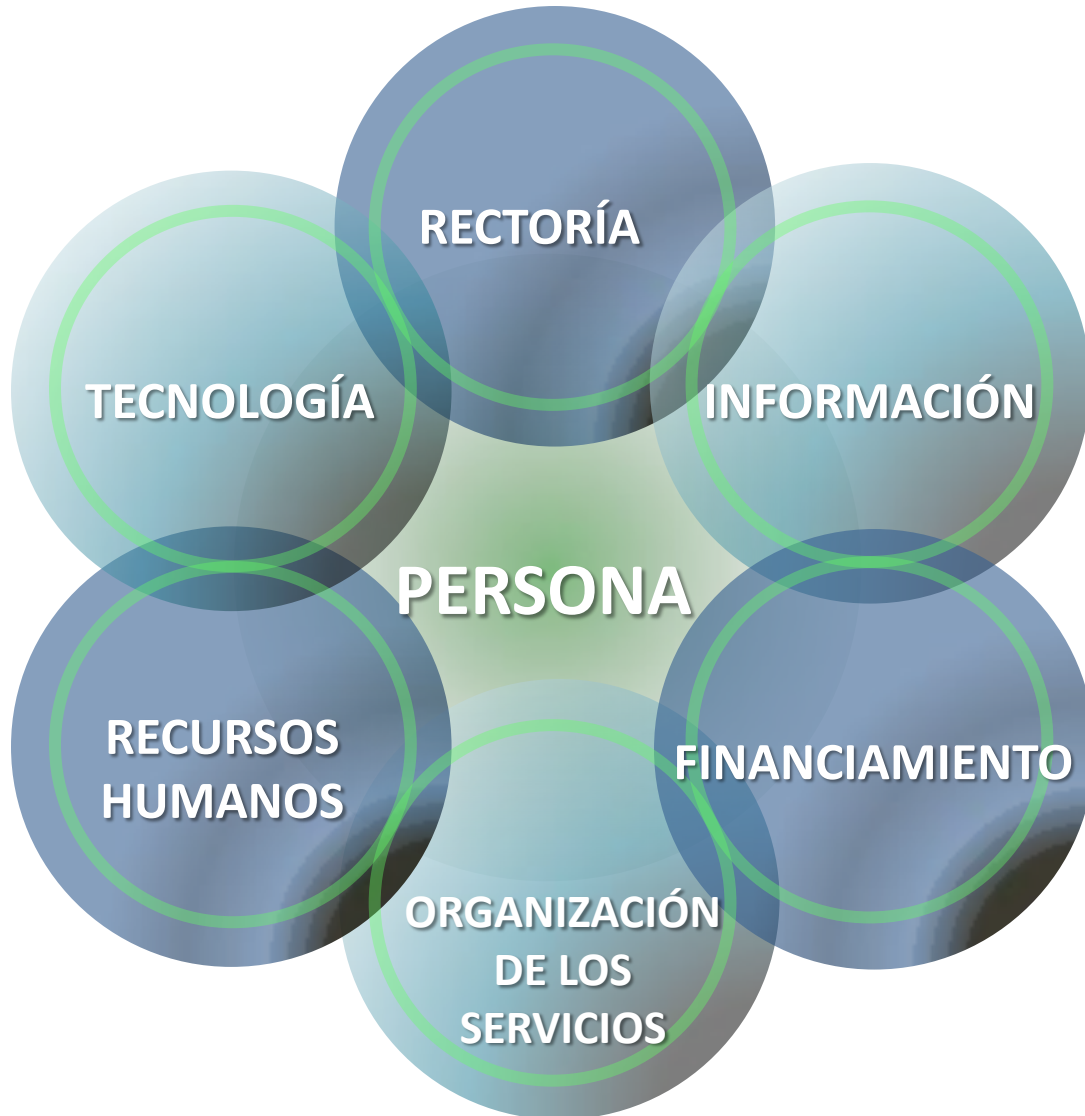 RECTORÍA
TECNOLOGÍA
INFORMACIÓN
PERSONA
RECURSOS
HUMANOS
FINANCIAMIENTO
ORGANIZACIÓN
DE LOS
SERVICIOS